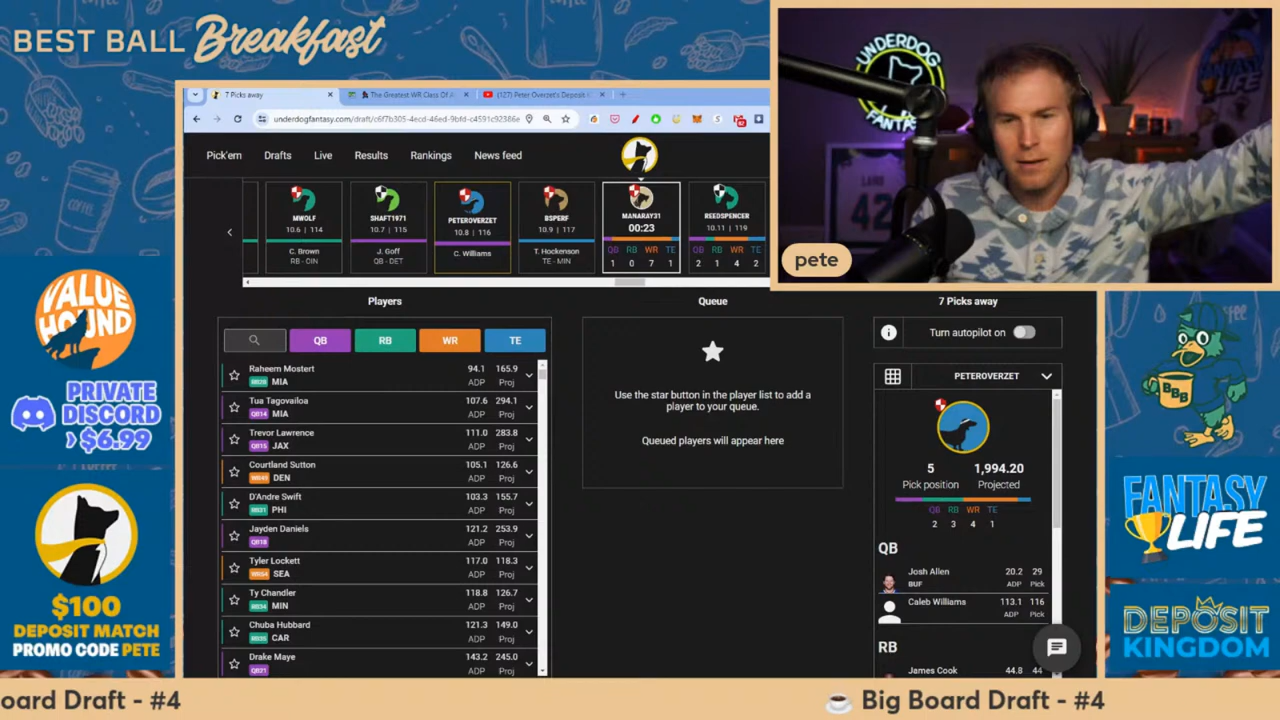 BEST BALL Breakfast
7 Picks away
The Greatest WR Class Of A
(127) Peter Overzet's Deposit
underdogfantasy.com/draft/c6f7b305-4ecd-46ed-9bfd-c4591c92386e
Pick'em
Drafts
Live
Results
Rankings
News feed
MWOLF
10.6 | 114
C. Brown
RB - CIN
SHAFT1971
10.7 | 115
J. Goff
QB - DET
PETEROVERZET
10.8 | 116
C. Williams
BSPERF
10.9 | 117
T. Hockenson
TE - MIN
MANARAY31
00:23
QB RB WR TE
1 0 7 1
REEDSPENCER
10.11 | 119
QB RB WR TE
2 1 4 2
UNDERDOG
FANTASY
LAND
42
pete
Players
QB
RB
WR
TE
Raheem Mostert 94.1 165.9
MIA ADP Proj
Tua Tagovailoa 107.6 294.1
QB14 MIA ADP Proj
Trevor Lawrence 111.0 283.8
QB15 JAX ADP Proj
Courtland Sutton 105.1 126.6
DEN ADP Proj
D'Andre Swift 103.3 155.7
RB31 PHI ADP Proj
Jayden Daniels 121.2 253.9
ADP Proj
Tyler Lockett 117.0 118.3
SEA ADP Proj
Ty Chandler 118.8 126.7
MIN ADP Proj
Chuba Hubbard 121.3 149.0
CAR ADP Proj
Drake Maye 143.2 245.0
QB21 ADP Proj
Queue
Use the star button in the player list to add a
player to your queue.
Queued players will appear here
7 Picks away
Turn autopilot on
PETEROVERZET
5 1,994.20
Pick position Projected
QB RB WR TE
2 3 4 1
QB
Josh Allen 20.2 29
BUF ADP Pick
Caleb Williams 113.1 116
ADP Pick
RB
James Cook 44.8 44
VALUE
HOUND
PRIVATE
DISCORD
> $6.99
$100
DEPOSIT MATCH
PROMO CODE PETE
BBB
FANTASY
LIFE
DEPOSIT
KINGDOM
oard Draft - #4
Big Board Draft - #4